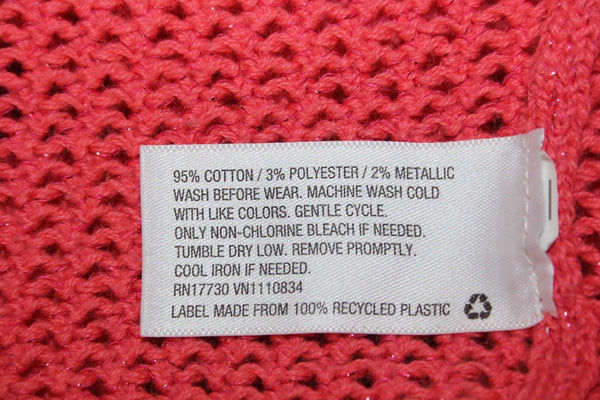 95% COTTON / 3% POLYESTER / 2% METALLIC
WASH BEFORE WEAR. MACHINE WASH COLD
WITH LIKE COLORS. GENTLE CYCLE.
ONLY NON-CHLORINE BLEACH IF NEEDED.
TUMBLE DRY LOW. REMOVE PROMPTLY.
COOL IRON IF NEEDED.
RN17730 VN1110834
LABEL MADE FROM 100% RECYCLED PLASTIC